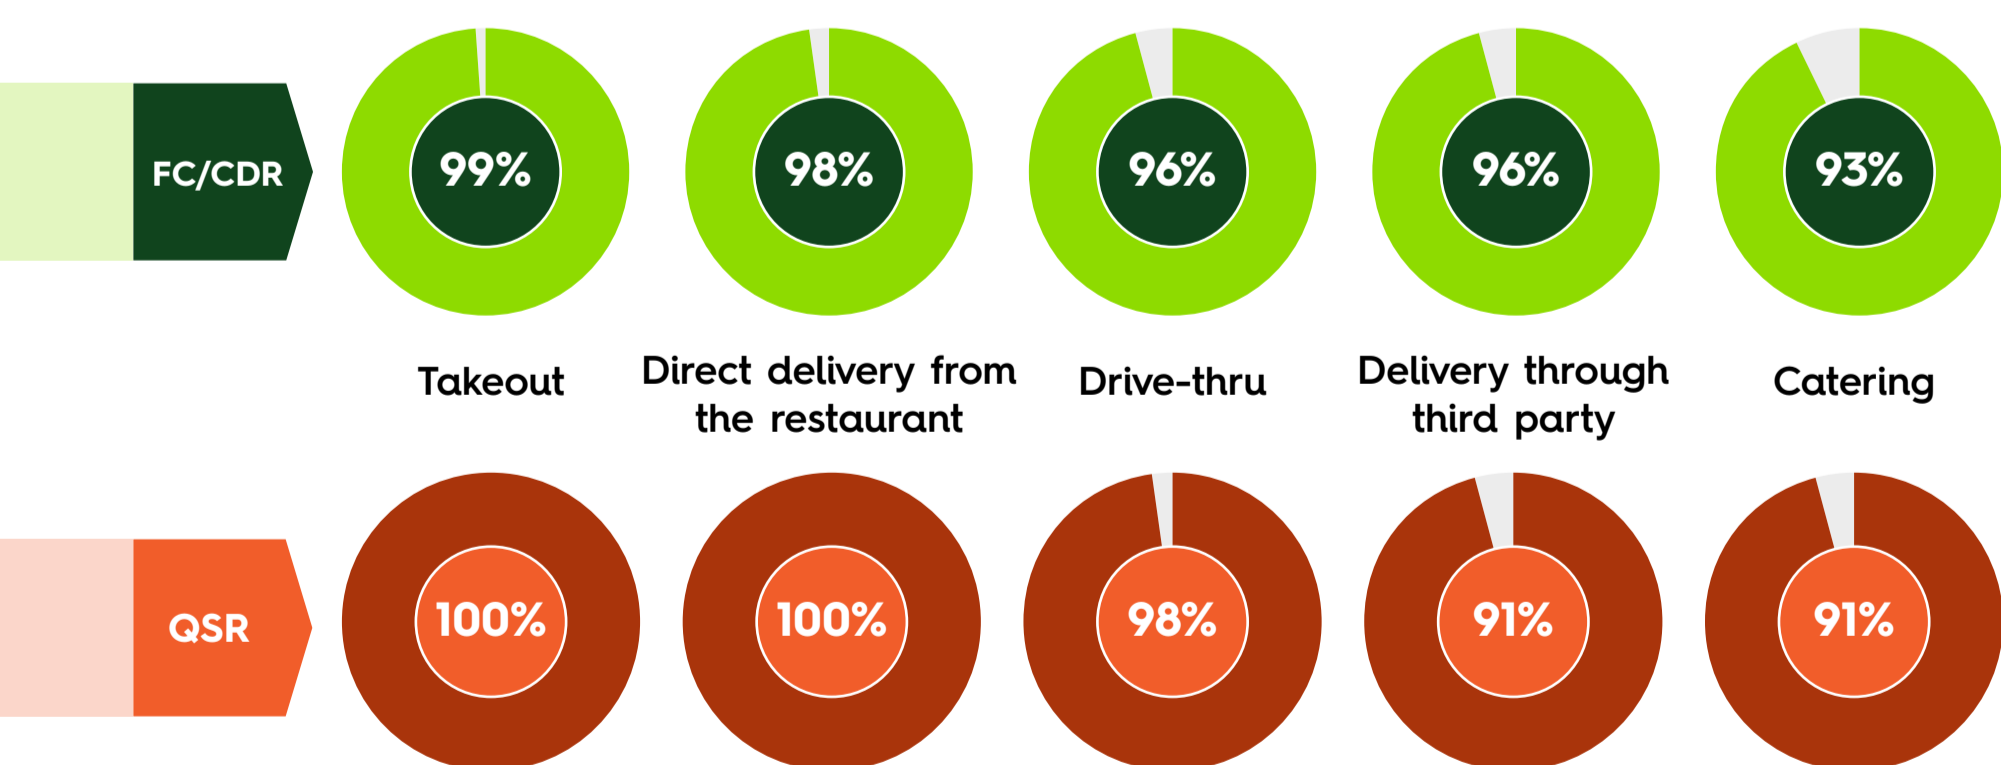 FC/CDR
99%
98%
96%
96%
93%
Takeout
Direct delivery from
the restaurant
Drive-thru
Delivery through
third party
Catering
QSR
100%
100%
98%
91%
91%